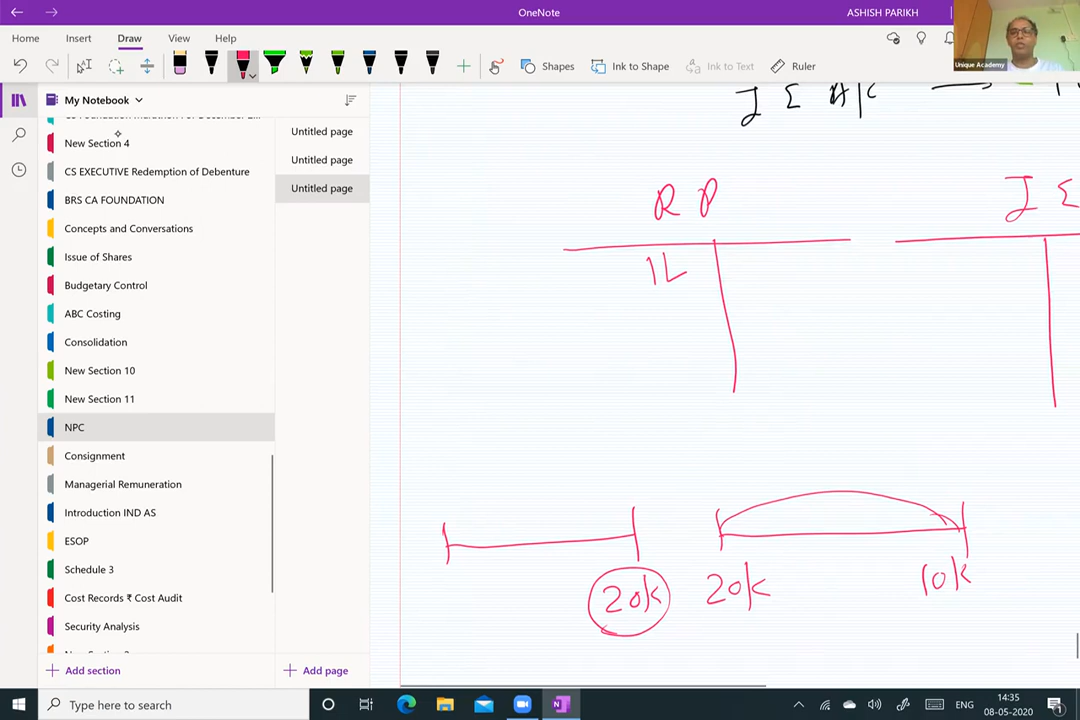 OneNote
ASHISH PARIKH
Home
Insert
Draw
View
Help
Shapes
Ink to Shape
Ink to Text
Ruler
Unique Academy
My Notebook
New Section 4
CS EXECUTIVE Redemption of Debenture
BRS CA FOUNDATION
Concepts and Conversations
Issue of Shares
Budgetary Control
ABC Costing
Consolidation
New Section 10
New Section 11
NPC
Consignment
Managerial Remuneration
Introduction IND AS
ESOP
Schedule 3
Cost Records ₹ Cost Audit
Security Analysis
Add section
Untitled page
Untitled page
Untitled page
Add page
I E A/c
R P
I E
1L
20k
20k
10k
Type here to search
ENG
14:35
08-05-2020